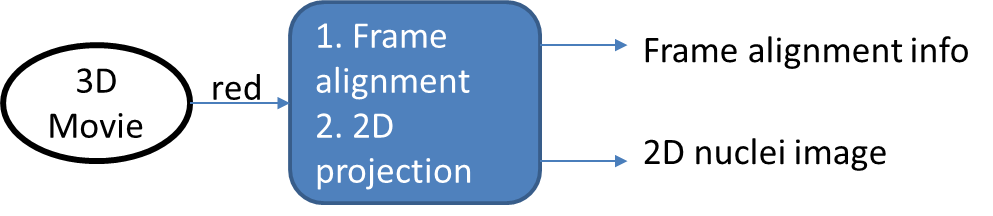 3D
Movie
red
1. Frame
alignment
2. 2D
projection
Frame alignment info
2D nuclei image